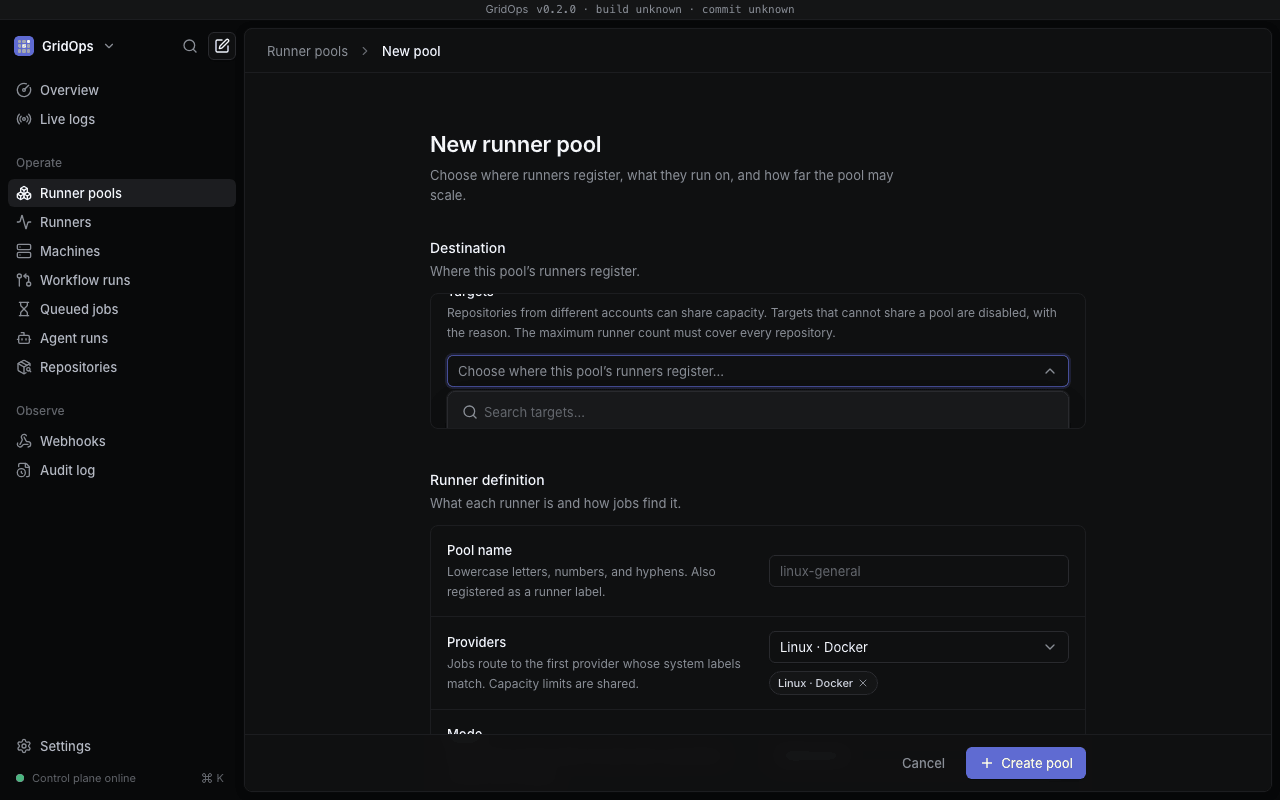 GridOps v0.2.0 · build unknown · commit unknown
GridOps
Overview
Live logs
Operate
Runner pools
Runners
Machines
Workflow runs
Queued jobs
Agent runs
Repositories
Observe
Webhooks
Audit log
Settings
Control plane online ⌘ K
Runner pools > New pool
New runner pool
Choose where runners register, what they run on, and how far the pool may
scale.
Destination
Where this pool’s runners register.
Targets
Repositories from different accounts can share capacity. Targets that cannot share a pool are disabled, with
the reason. The maximum runner count must cover every repository.
Choose where this pool’s runners register...
Search targets...
Runner definition
What each runner is and how jobs find it.
Pool name
Lowercase letters, numbers, and hyphens. Also
registered as a runner label.
linux-general
Providers
Jobs route to the first provider whose system labels
match. Capacity limits are shared.
Linux · Docker
Linux · Docker ×
Mode
Cancel
+ Create pool